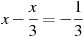 x − x/3 = −1/3